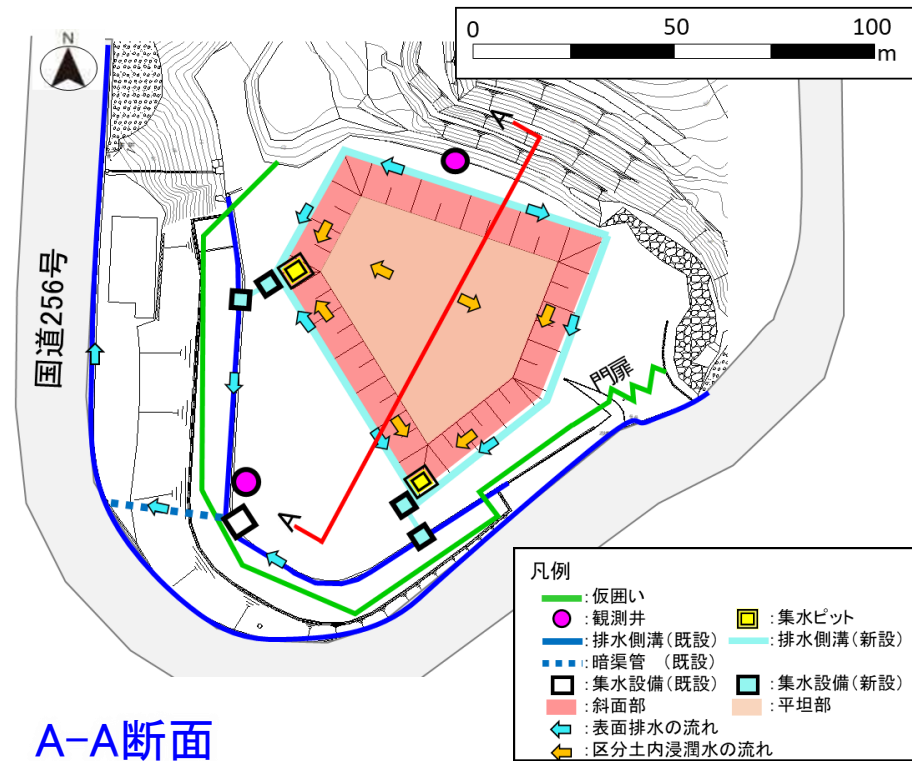 0 50 100
m
N
A
国道256号
門扉
A
凡例
:仮囲い
:観測井 :集水ピット
:排水側溝(既設) :排水側溝(新設)
:暗渠管 (既設)
:集水設備(既設) :集水設備(新設)
:斜面部 :平坦部
:表面排水の流れ
:区分土内浸潤水の流れ
A-A断面